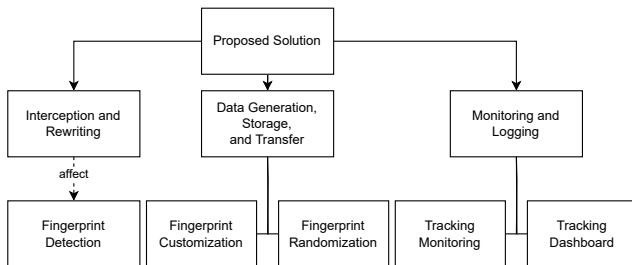 Proposed Solution
Interception and
Rewriting
Data Generation,
Storage,
and Transfer
Monitoring and
Logging
affect
Fingerprint
Detection
Fingerprint
Customization
Fingerprint
Randomization
Tracking
Monitoring
Tracking
Dashboard